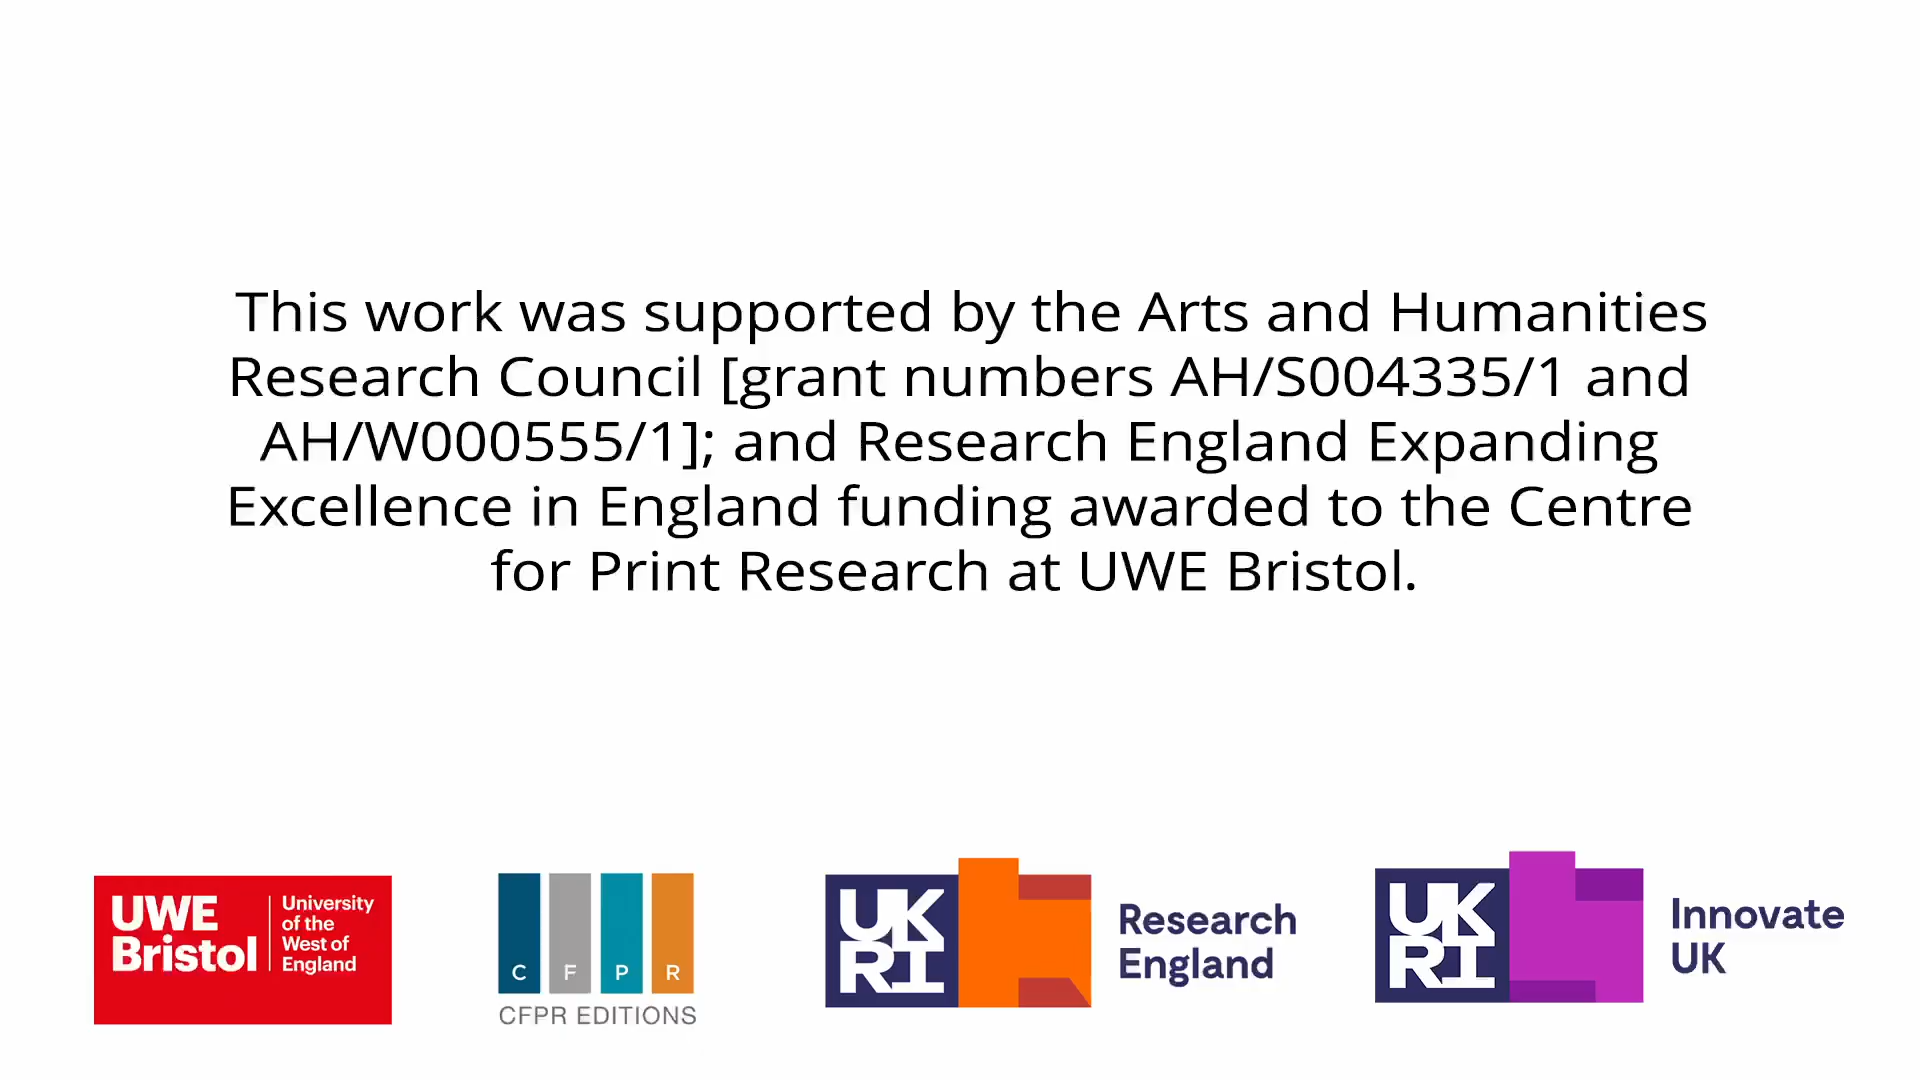 This work was supported by the Arts and Humanities
Research Council [grant numbers AH/S004335/1 and
AH/W000555/1]; and Research England Expanding
Excellence in England funding awarded to the Centre
for Print Research at UWE Bristol.
UWE
Bristol
University
of the
West of
England
C F P R
CFPR EDITIONS
UK
RI
Research
England
UK
RI
Innovate
UK